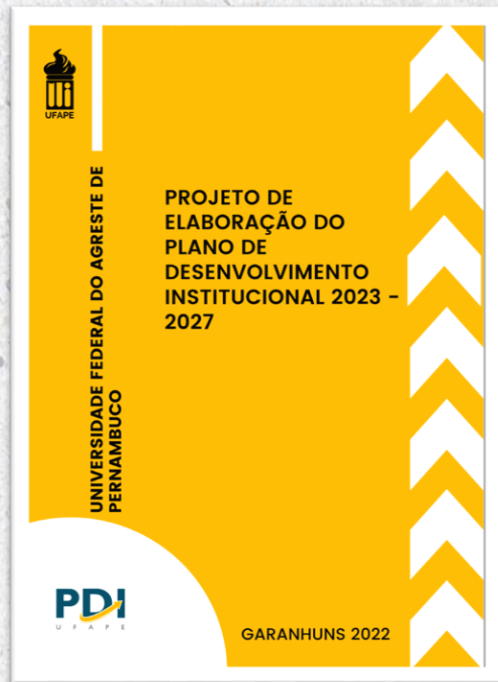 UFAPE
UNIVERSIDADE FEDERAL DO AGRESTE DE
PERNAMBUCO
PROJETO DE
ELABORAÇÃO DO
PLANO DE
DESENVOLVIMENTO
INSTITUCIONAL 2023 -
2027
PDI
UFAPE
GARANHUNS 2022